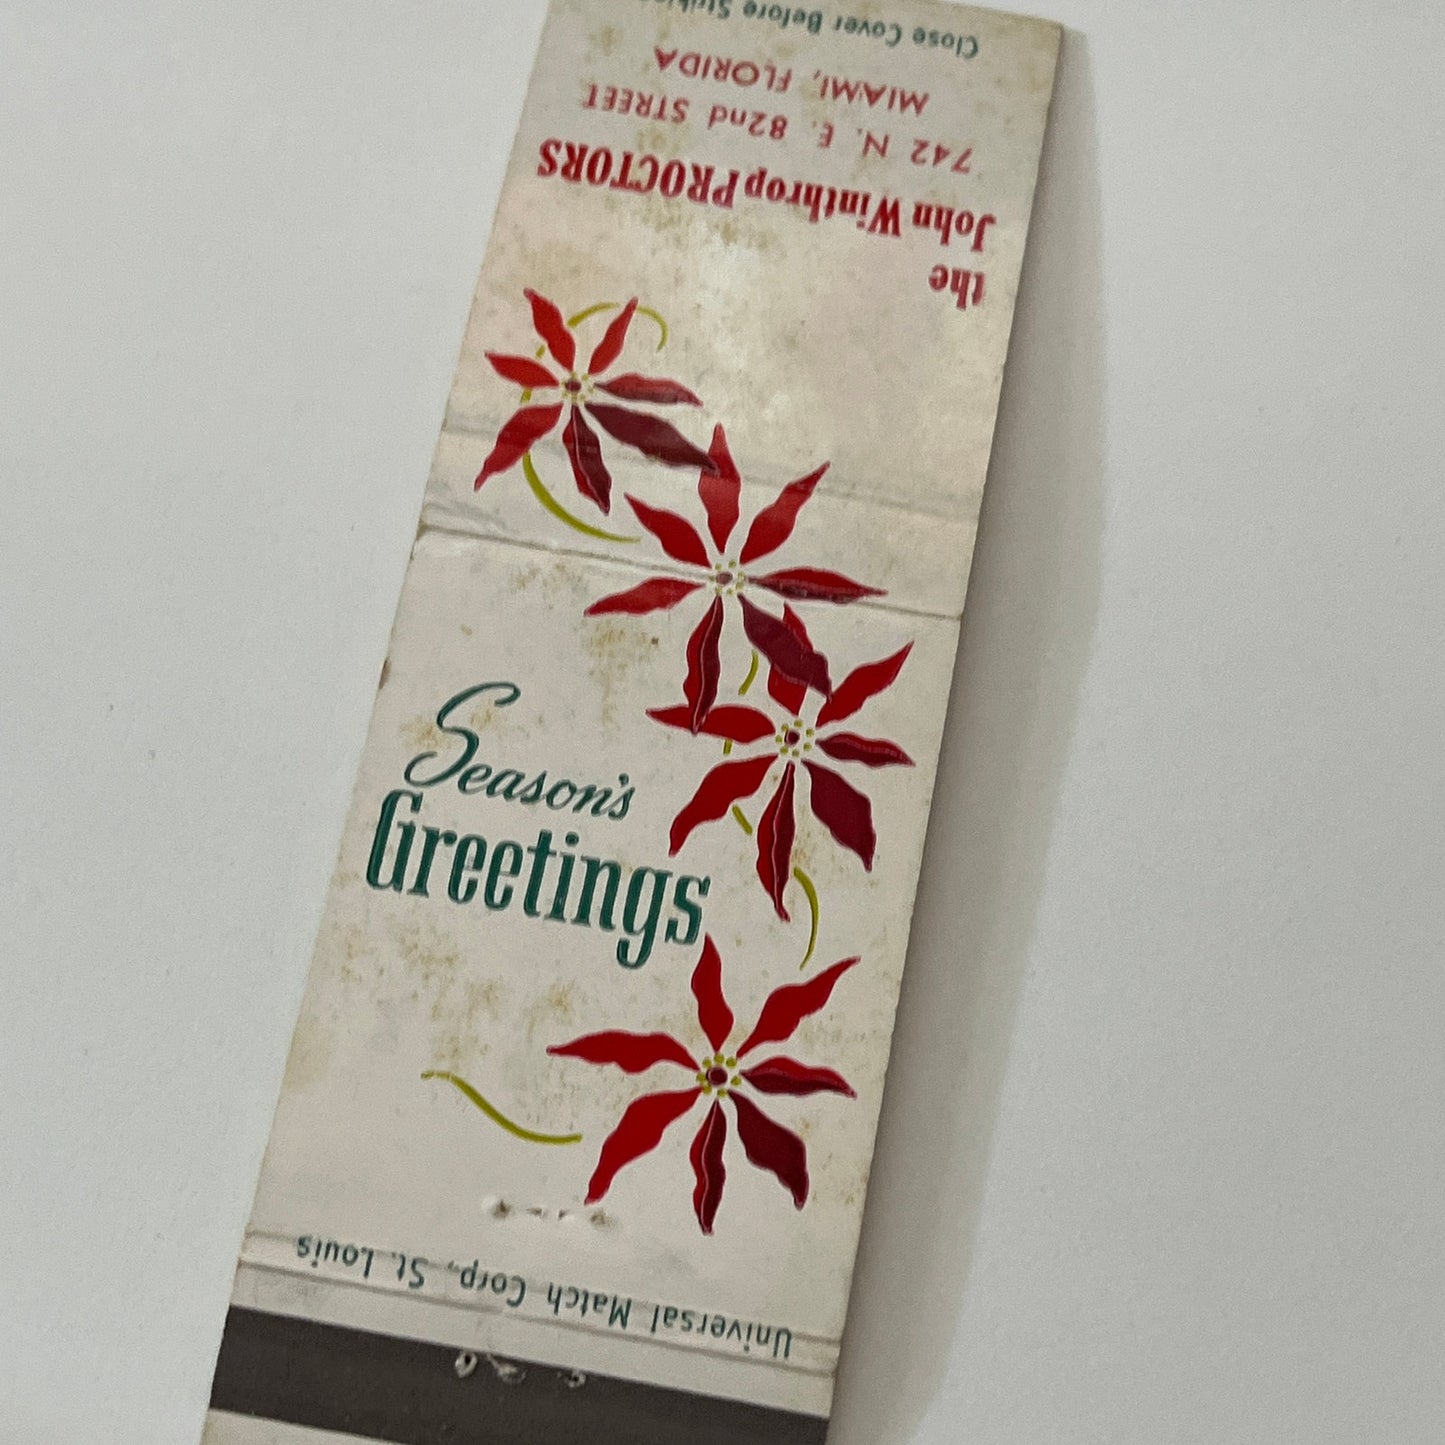 Season's
Greetings
the
John Winthrop PROCTORS
742 N. E. 82nd STREET
MIAMI, FLORIDA
Close Cover Before
Universal Match Corp., St. Louis